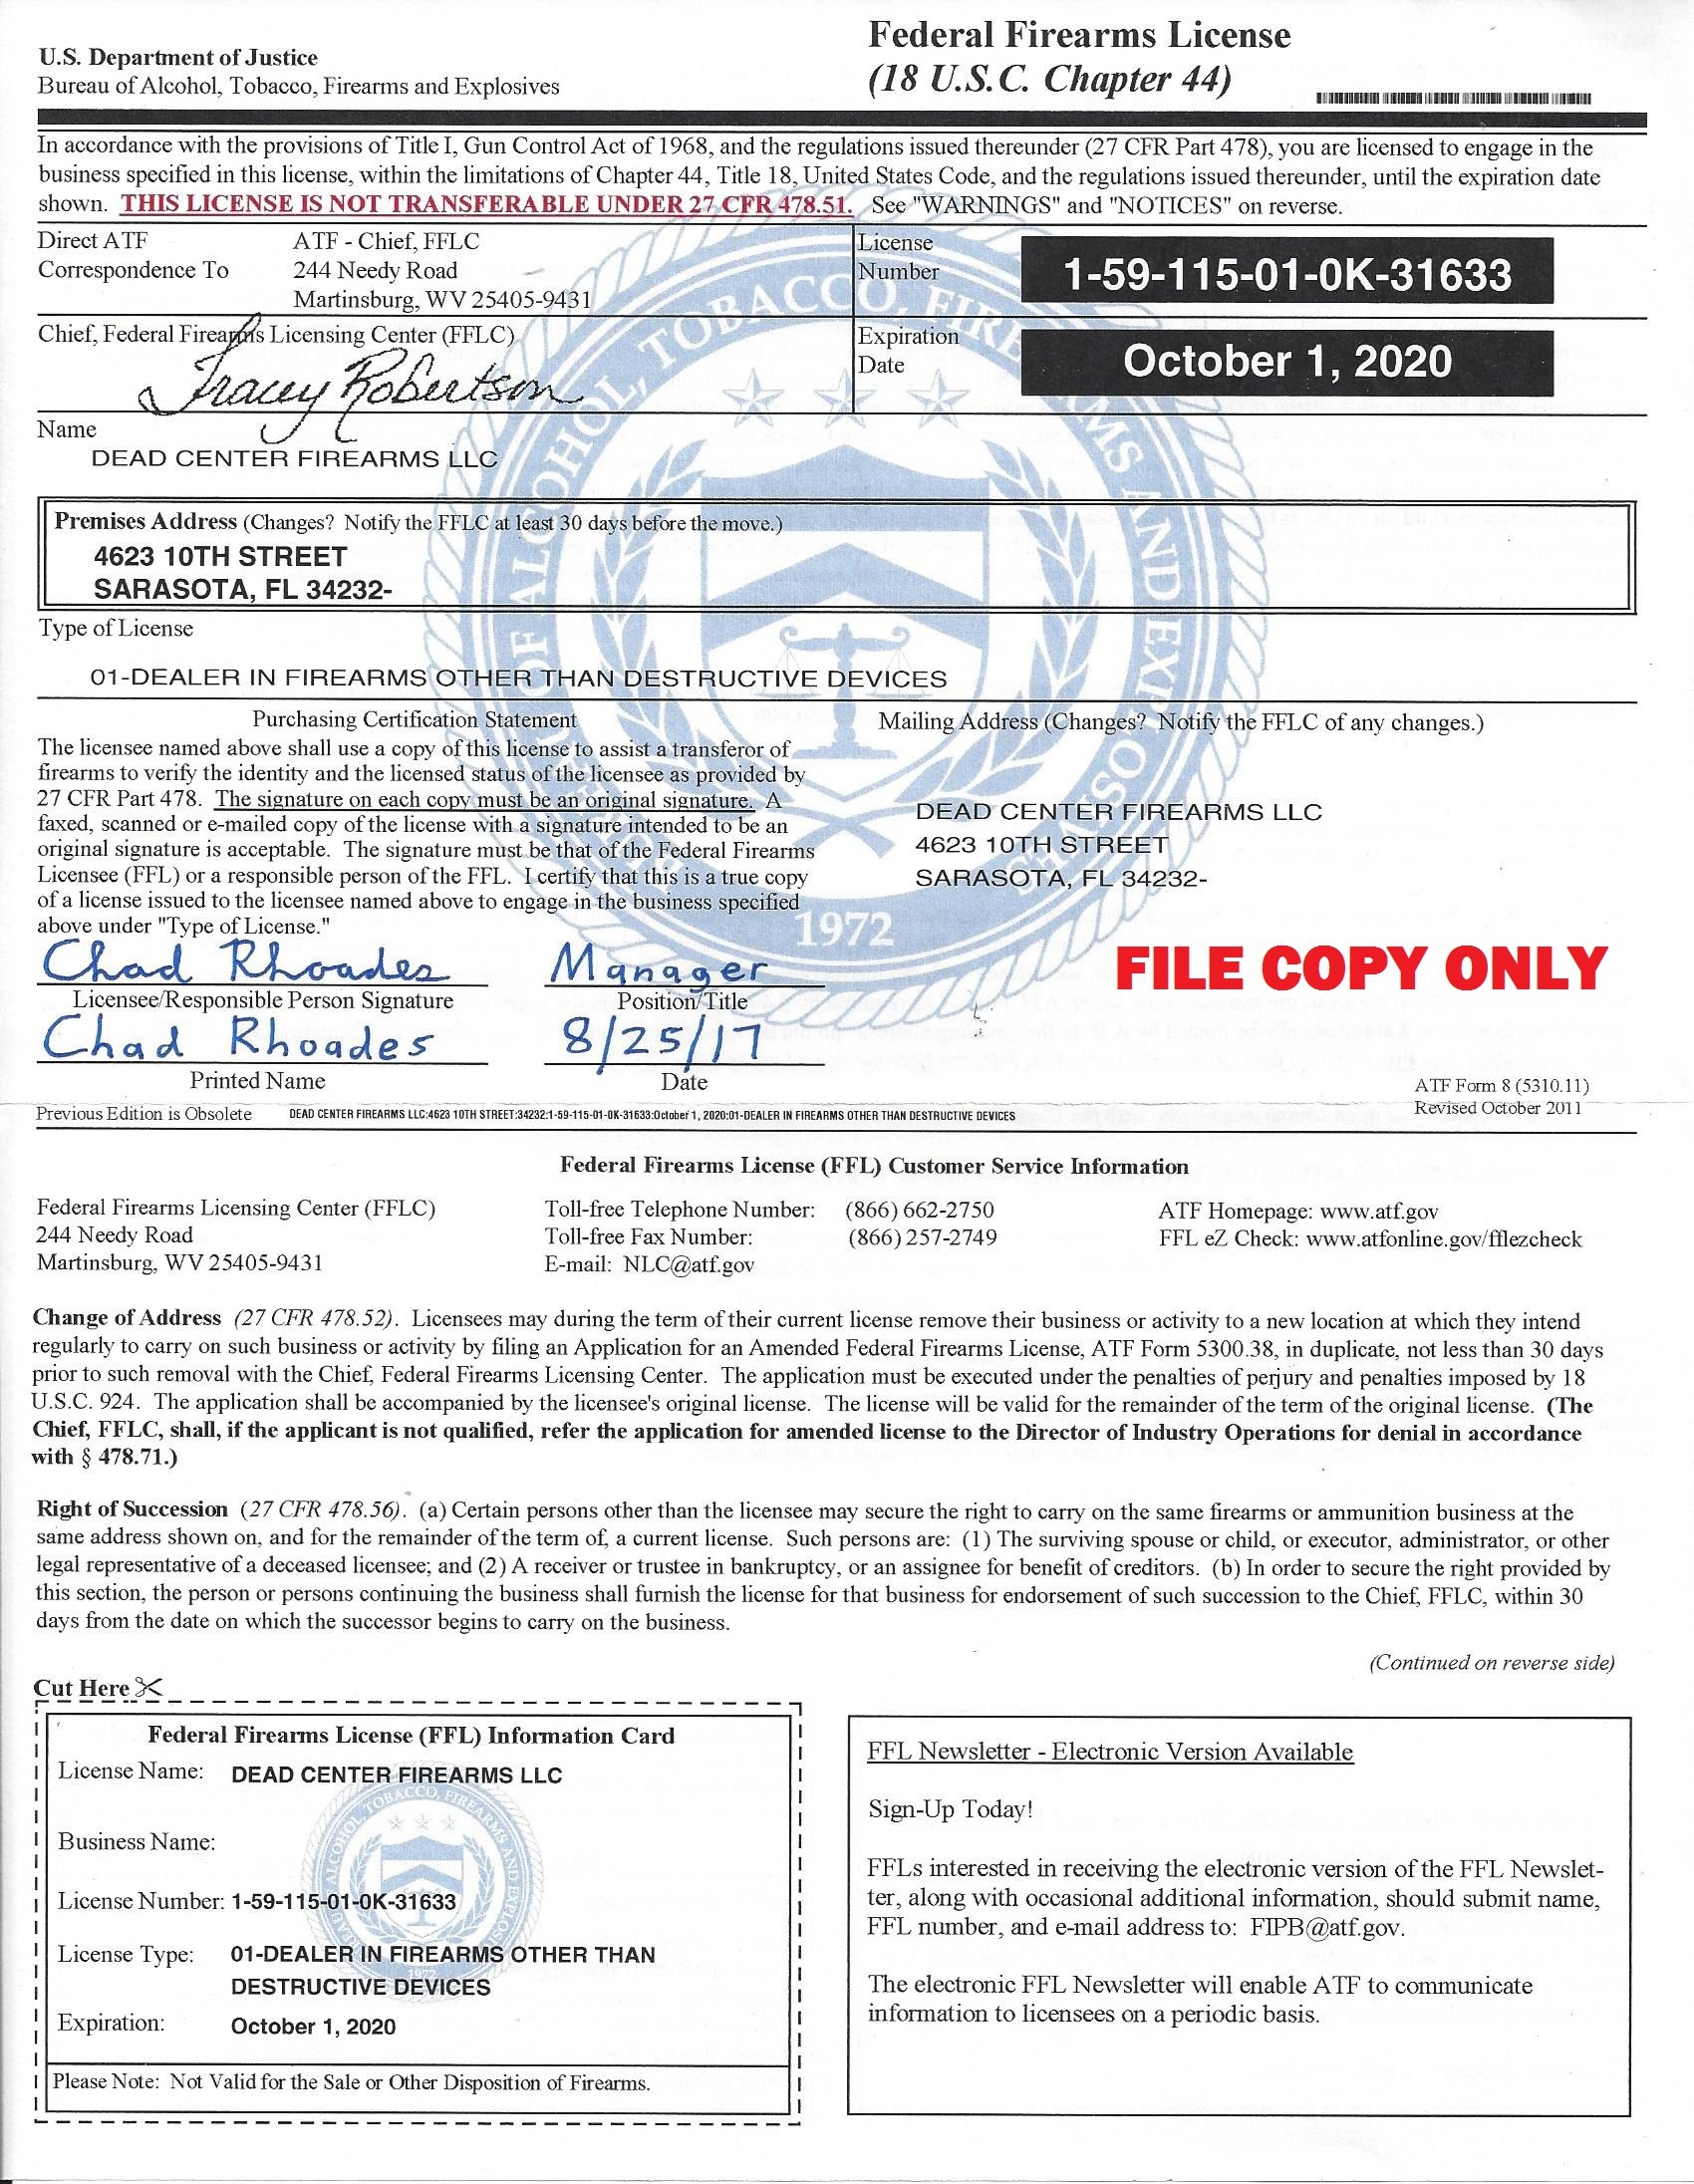 U.S. Department of Justice
Bureau of Alcohol, Tobacco, Firearms and Explosives
Federal Firearms License
(18 U.S.C. Chapter 44)
In accordance with the provisions of Title I, Gun Control Act of 1968, and the regulations issued thereunder (27 CFR Part 478), you are licensed to engage in the
business specified in this license, within the limitations of Chapter 44, Title 18, United States Code, and the regulations issued thereunder, until the expiration date
shown. THIS LICENSE IS NOT TRANSFERABLE UNDER 27 CFR 478.51. See "WARNINGS" and "NOTICES" on reverse.
Direct ATF
Correspondence To
ATF - Chief, FFLC
244 Needy Road
Martinsburg, WV 25405-9431
License
Number
1-59-115-01-0K-31633
Chief, Federal Firearms Licensing Center (FFLC)
Tracey Robertson
Expiration
Date
October 1, 2020
Name
DEAD CENTER FIREARMS LLC
Premises Address (Changes? Notify the FFLC at least 30 days before the move.)
4623 10TH STREET
SARASOTA, FL 34232-
Type of License
01-DEALER IN FIREARMS OTHER THAN DESTRUCTIVE DEVICES
Purchasing Certification Statement
The licensee named above shall use a copy of this license to assist a transferor of
firearms to verify the identity and the licensed status of the licensee as provided by
27 CFR Part 478. The signature on each copy must be an original signature. A
faxed, scanned or e-mailed copy of the license with a signature intended to be an
original signature is acceptable. The signature must be that of the Federal Firearms
Licensee (FFL) or a responsible person of the FFL. I certify that this is a true copy
of a license issued to the licensee named above to engage in the business specified
above under "Type of License."
Mailing Address (Changes? Notify the FFLC of any changes.)
DEAD CENTER FIREARMS LLC
4623 10TH STREET
SARASOTA, FL 34232-
1972
FILE COPY ONLY
Chad Rhoades
Manager
Licensee/Responsible Person Signature
Position/Title
Chad Rhoades
8/25/17
Printed Name
Date
ATF Form 8 (5310.11)
Revised October 2011
Previous Edition is Obsolete
DEAD CENTER FIREARMS LLC:4623 10TH STREET:34232:1-59-115-01-0K-31633:October 1, 2020:01-DEALER IN FIREARMS OTHER THAN DESTRUCTIVE DEVICES
Federal Firearms License (FFL) Customer Service Information
Federal Firearms Licensing Center (FFLC)
244 Needy Road
Martinsburg, WV 25405-9431
Toll-free Telephone Number: (866) 662-2750
Toll-free Fax Number: (866) 257-2749
E-mail: NLC@atf.gov
ATF Homepage: www.atf.gov
FFL eZ Check: www.atfonline.gov/fflezcheck
Change of Address (27 CFR 478.52). Licensees may during the term of their current license remove their business or activity to a new location at which they intend
regularly to carry on such business or activity by filing an Application for an Amended Federal Firearms License, ATF Form 5300.38, in duplicate, not less than 30 days
prior to such removal with the Chief, Federal Firearms Licensing Center. The application must be executed under the penalties of perjury and penalties imposed by 18
U.S.C. 924. The application shall be accompanied by the licensee's original license. The license will be valid for the remainder of the term of the original license. (The
Chief, FFLC, shall, if the applicant is not qualified, refer the application for amended license to the Director of Industry Operations for denial in accordance
with § 478.71.)
Right of Succession (27 CFR 478.56). (a) Certain persons other than the licensee may secure the right to carry on the same firearms or ammunition business at the
same address shown on, and for the remainder of the term of, a current license. Such persons are: (1) The surviving spouse or child, or executor, administrator, or other
legal representative of a deceased licensee; and (2) A receiver or trustee in bankruptcy, or an assignee for benefit of creditors. (b) In order to secure the right provided by
this section, the person or persons continuing the business shall furnish the license for that business for endorsement of such succession to the Chief, FFLC, within 30
days from the date on which the successor begins to carry on the business.
(Continued on reverse side)
Cut Here
Federal Firearms License (FFL) Information Card
License Name: DEAD CENTER FIREARMS LLC
Business Name:
License Number: 1-59-115-01-0K-31633
License Type: 01-DEALER IN FIREARMS OTHER THAN
DESTRUCTIVE DEVICES
Expiration: October 1, 2020
Please Note: Not Valid for the Sale or Other Disposition of Firearms.
FFL Newsletter - Electronic Version Available
Sign-Up Today!
FFLs interested in receiving the electronic version of the FFL Newslet-
ter, along with occasional additional information, should submit name,
FFL number, and e-mail address to: FIPB@atf.gov.
The electronic FFL Newsletter will enable ATF to communicate
information to licensees on a periodic basis.